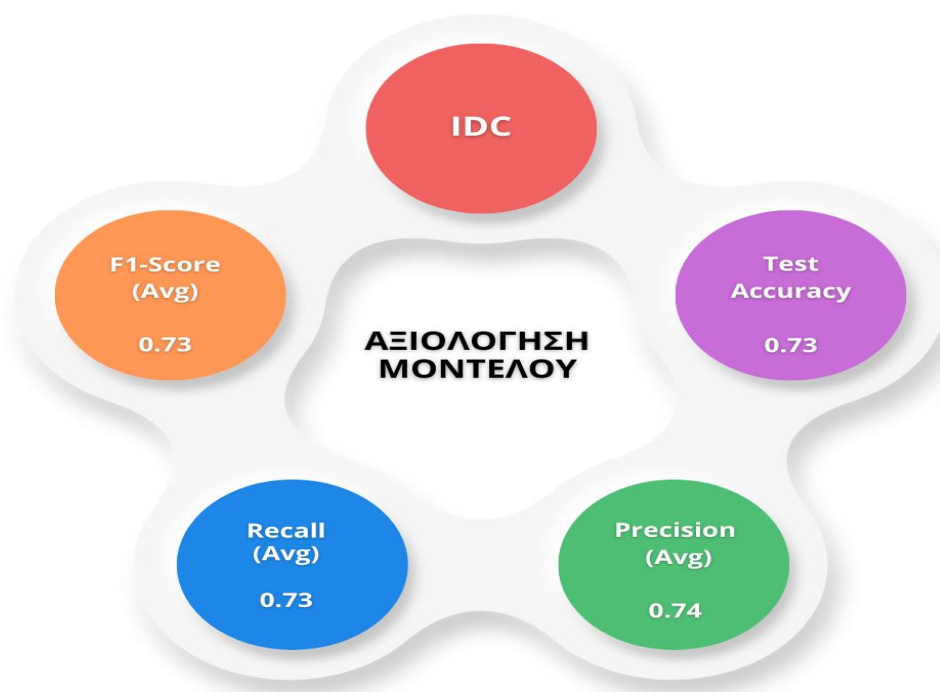 IDC
F1-Score
(Avg)
0.73
Test
Accuracy
0.73
ΑΞΙΟΛΟΓΗΣΗ
ΜΟΝΤΕΛΟΥ
Recall
(Avg)
0.73
Precision
(Avg)
0.74